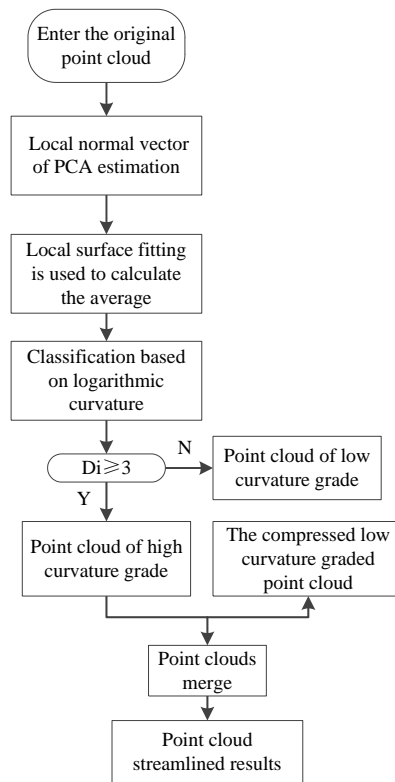 Enter the original
point cloud
Local normal vector
of PCA estimation
Local surface fitting
is used to calculate
the average
Classification based
on logarithmic
curvature
Di≥3
N
Y
Point cloud of low
curvature grade
Point cloud of high
curvature grade
The compressed low
curvature graded
point cloud
Point clouds
merge
Point cloud
streamlined results